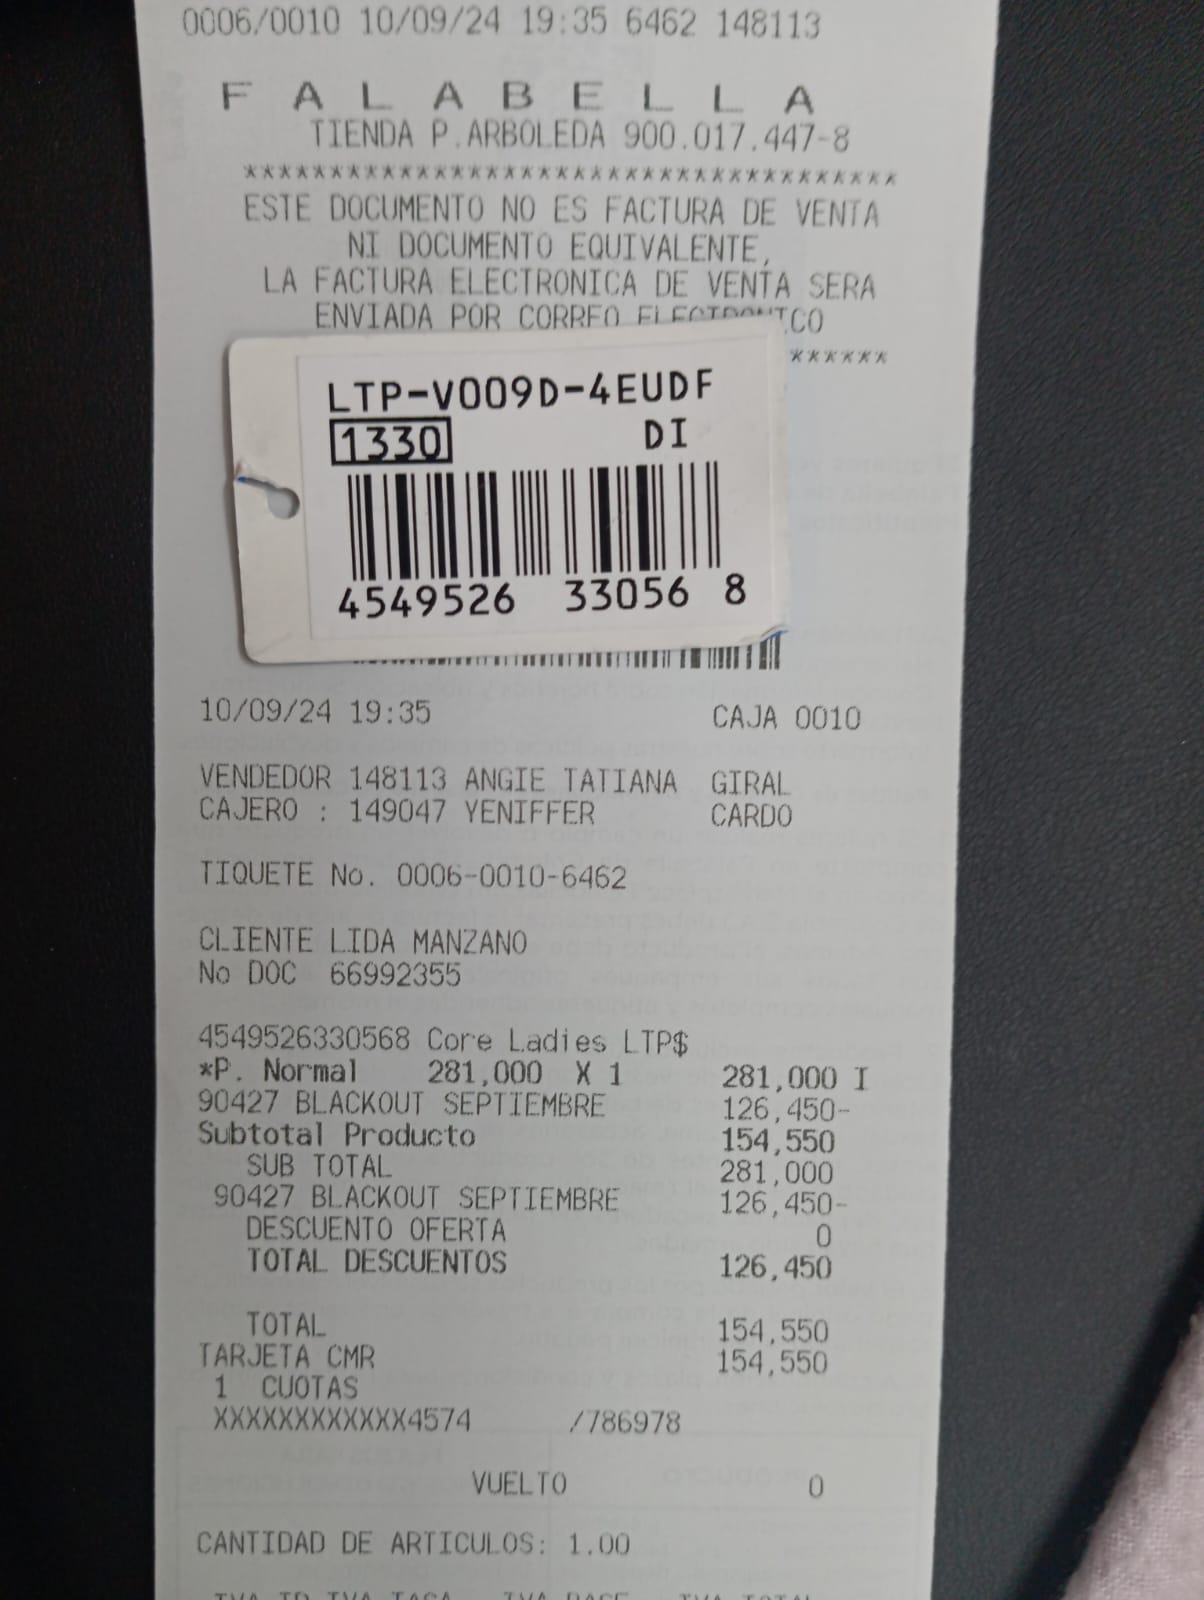 0006/0010 10/09/24 19:35 6462 148113
F A L A B E L L A
TIENDA P.ARBOLEDA 900.017.447-8
***************************************
ESTE DOCUMENTO NO ES FACTURA DE VENTA
NI DOCUMENTO EQUIVALENTE,
LA FACTURA ELECTRONICA DE VENTA SERA
ENVIADA POR CORREO ELECTRONICO
******
LTP-V009D-4EUDF
1330 DI
4549526 33056 8
10/09/24 19:35 CAJA 0010
VENDEDOR 148113 ANGIE TATIANA GIRAL
CAJERO : 149047 YENIFFER CARDO
TIQUETE No. 0006-0010-6462
CLIENTE LIDA MANZANO
No DOC 66992355
4549526330568 Core Ladies LTP$
*P. Normal 281,000 X 1 281,000 I
90427 BLACKOUT SEPTIEMBRE 126,450-
Subtotal Producto 154,550
SUB TOTAL 281,000
90427 BLACKOUT SEPTIEMBRE 126,450-
DESCUENTO OFERTA 0
TOTAL DESCUENTOS 126,450
TOTAL 154,550
TARJETA CMR 154,550
1 CUOTAS
XXXXXXXXXXXX4574 /786978
VUELTO 0
CANTIDAD DE ARTICULOS: 1.00